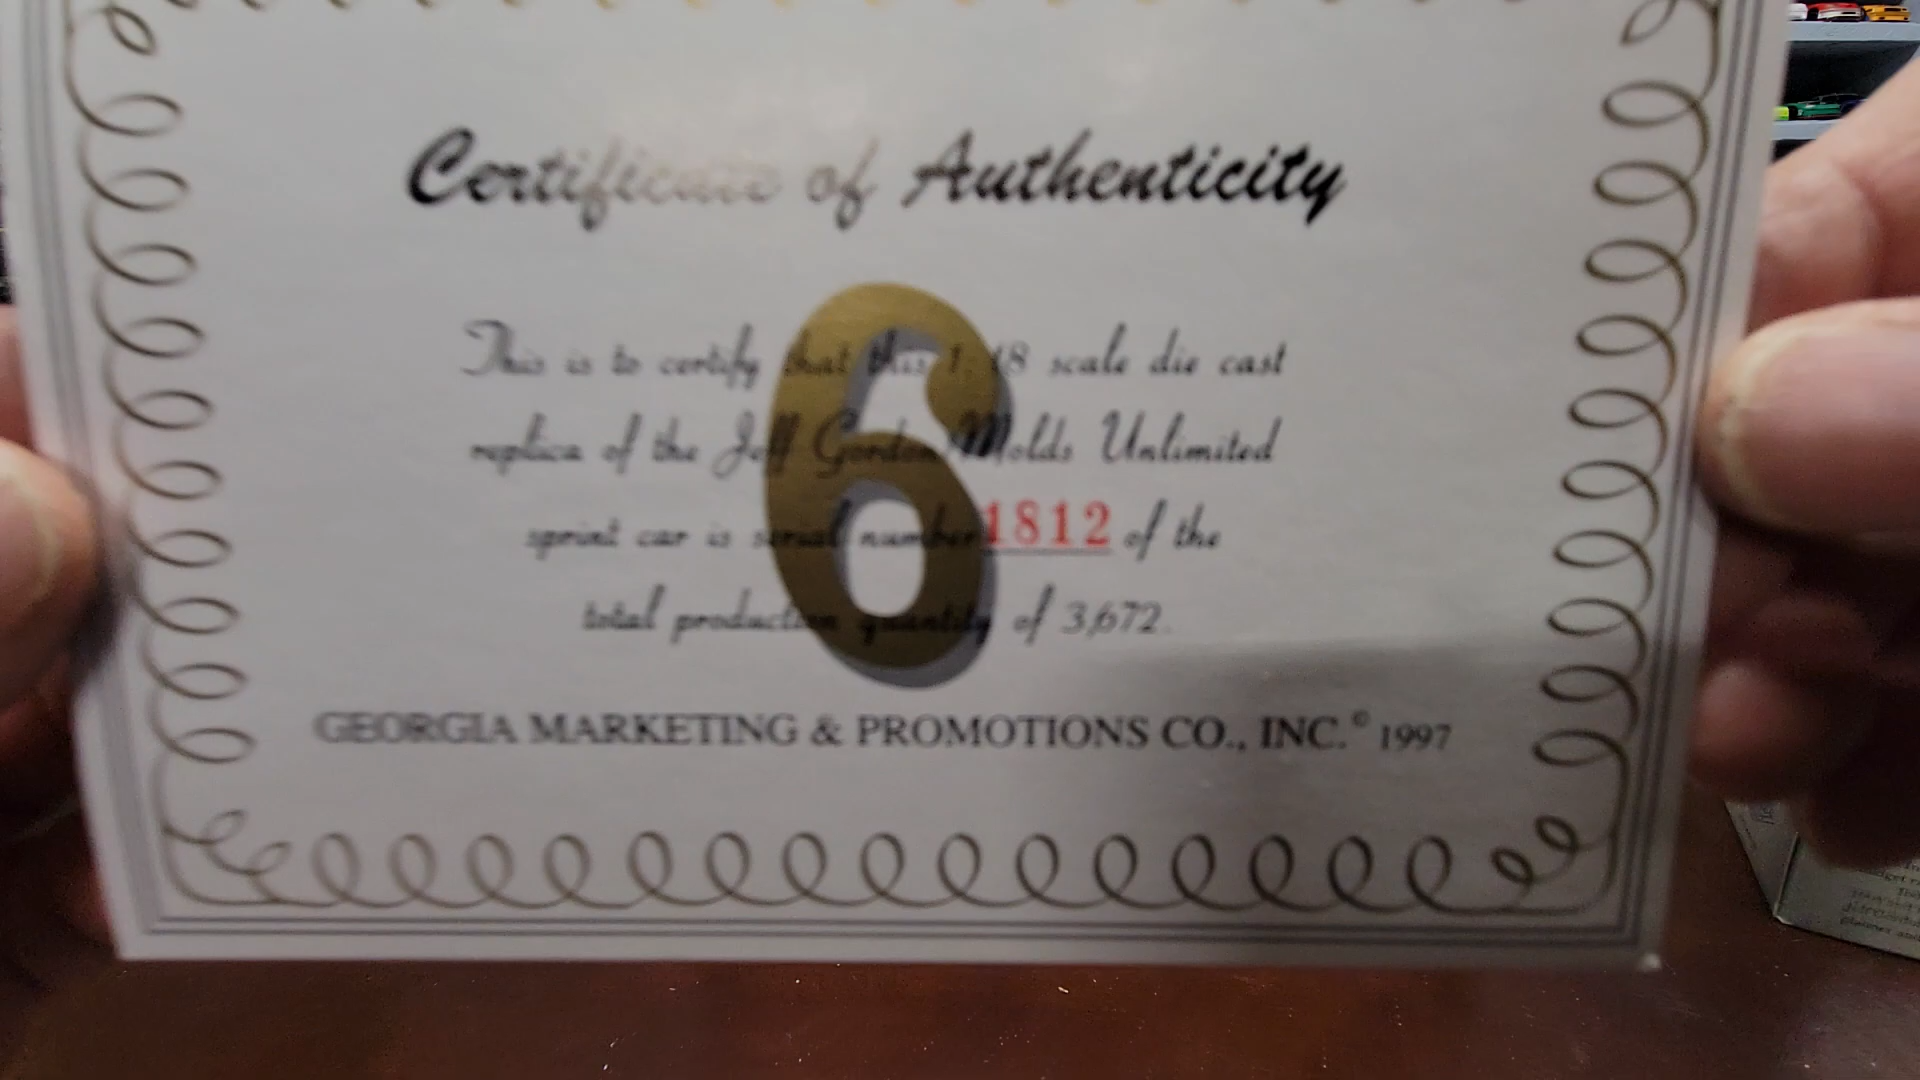 Certificate of Authenticity
6
This is to certify that this 1:18 scale die cast
replica of the Jeff Gordon Molds Unlimited
sprint car is serial number 1812 of the
total production quantity of 3,672.
GEORGIA MARKETING & PROMOTIONS CO., INC.© 1997